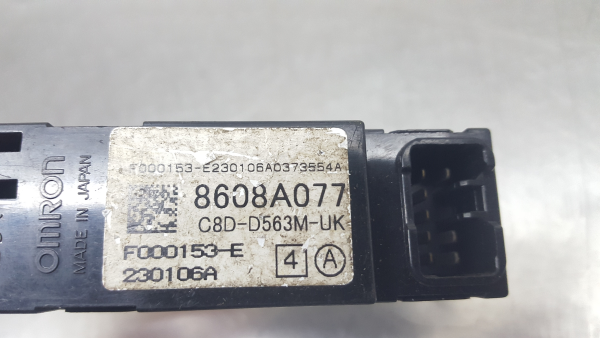 OMRON
MADE IN JAPAN
F000153-E230106A0373554A
8608A077
C8D-D563M-UK
F000153-E
230106A
4 A